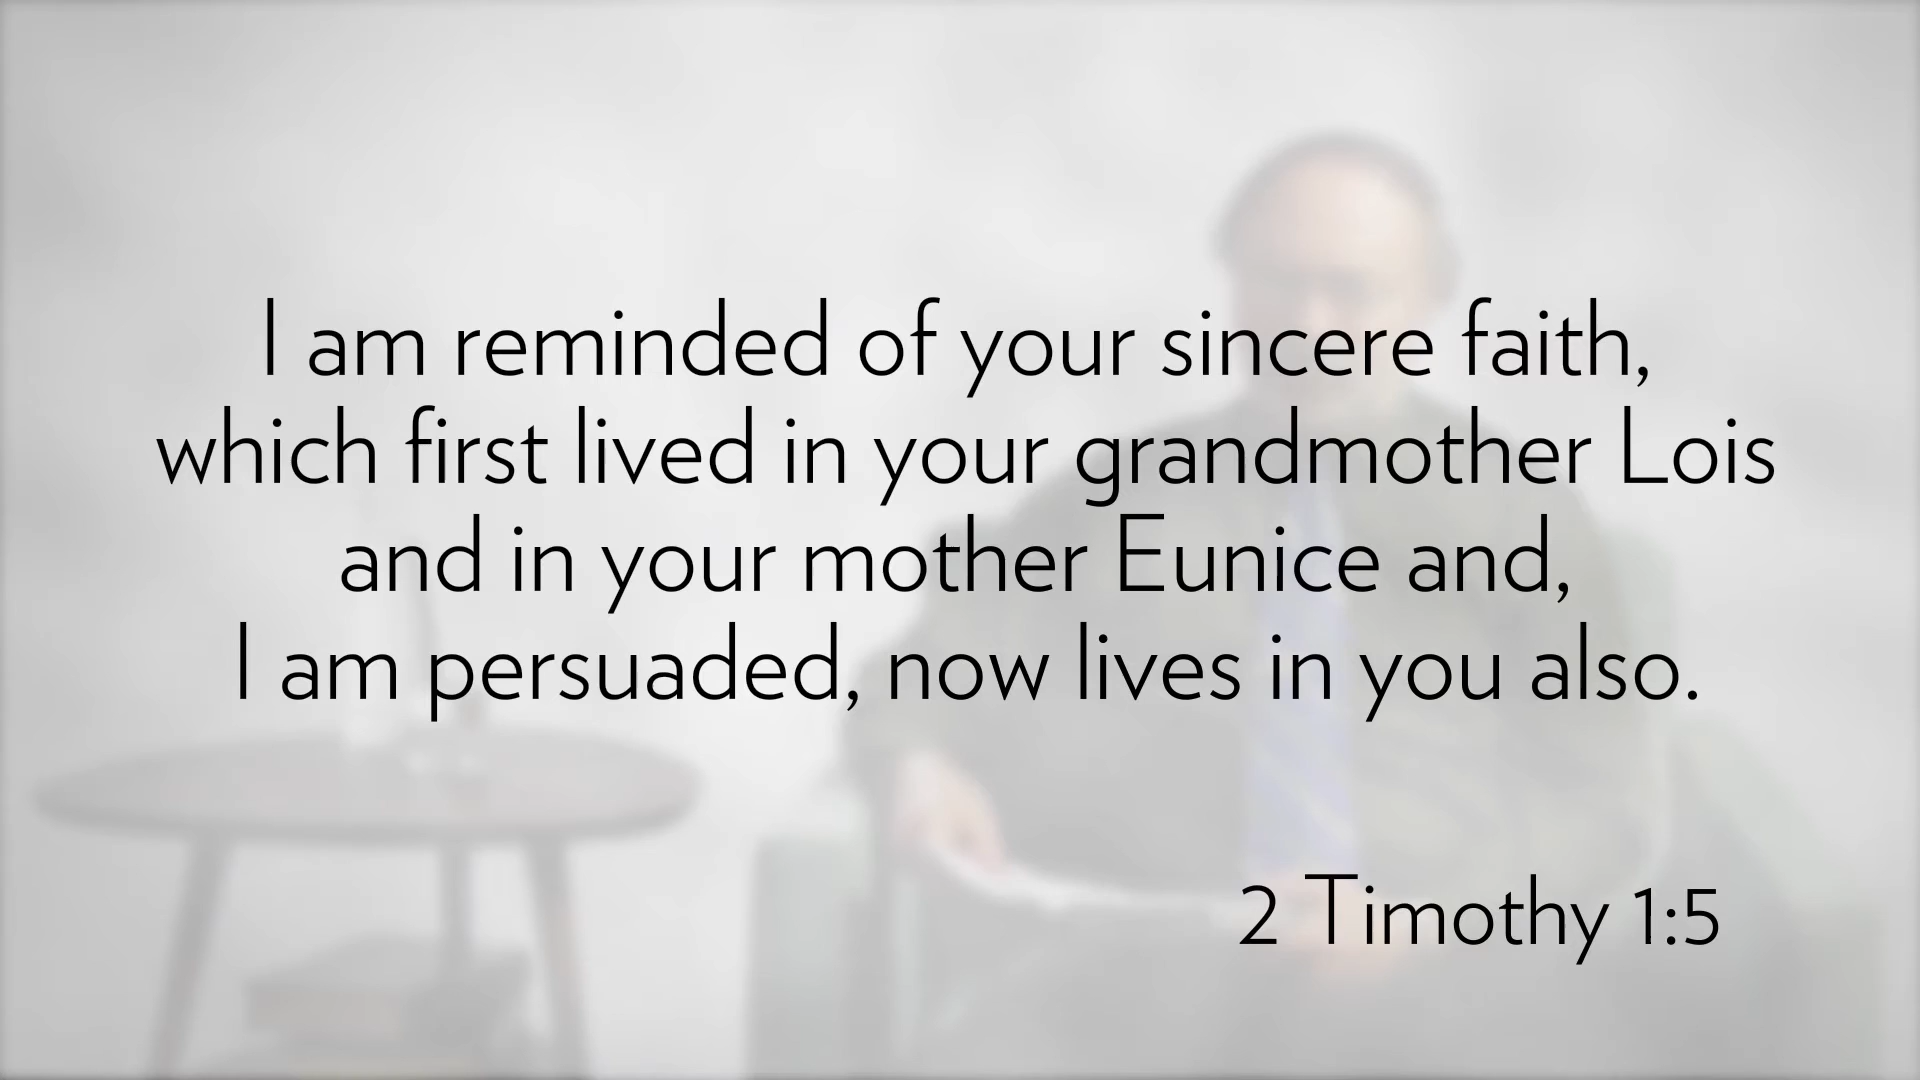 I am reminded of your sincere faith,
which first lived in your grandmother Lois
and in your mother Eunice and,
I am persuaded, now lives in you also.
2 Timothy 1:5